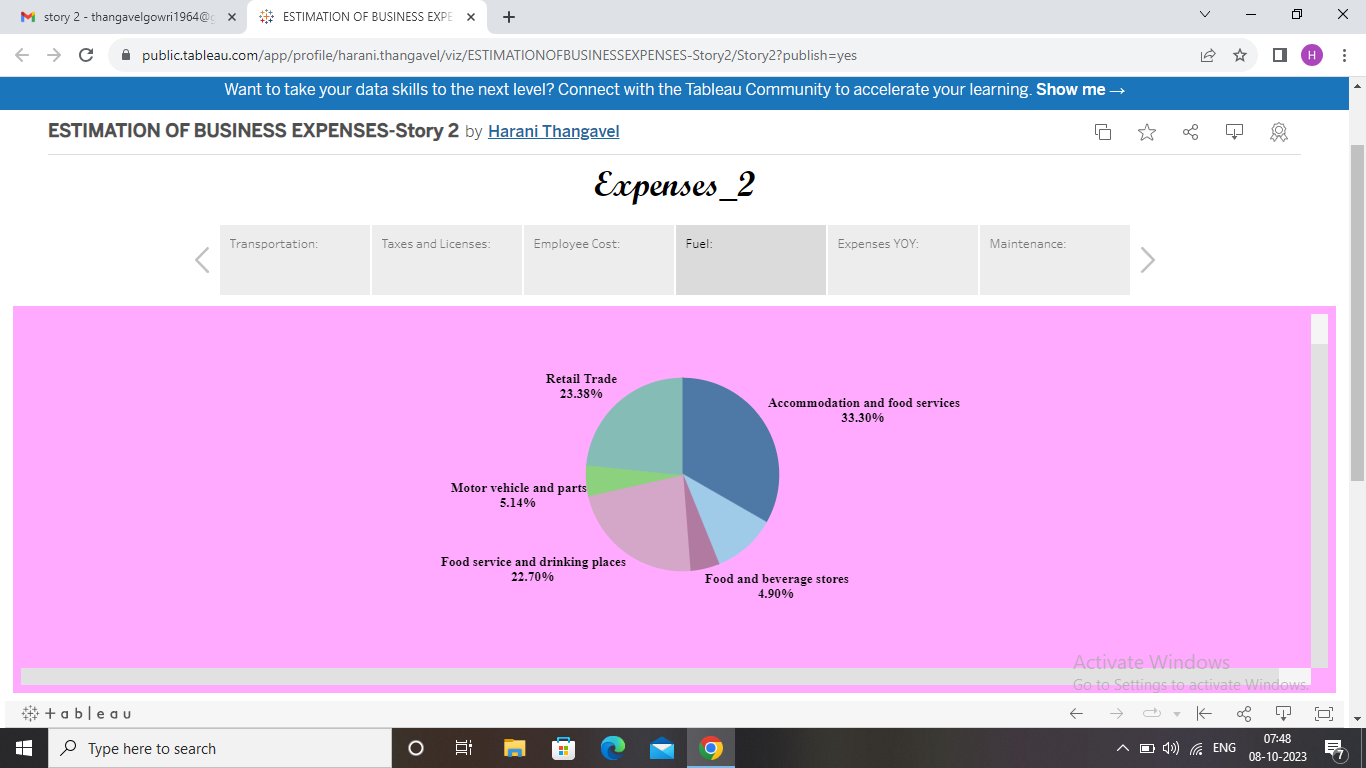 story 2 - thangavelgowri1964@g
ESTIMATION OF BUSINESS EXPE
public.tableau.com/app/profile/harani.thangavel/viz/ESTIMATIONOFBUSINESSEXPENSES-Story2/Story2?publish=yes
H
Want to take your data skills to the next level? Connect with the Tableau Community to accelerate your learning. Show me →
ESTIMATION OF BUSINESS EXPENSES-Story 2 by Harani Thangavel
Expenses_2
Transportation:
Taxes and Licenses:
Employee Cost:
Fuel:
Expenses YOY:
Maintenance:
Retail Trade
23.38%
Accommodation and food services
33.30%
Motor vehicle and parts
5.14%
Food service and drinking places
22.70%
Food and beverage stores
4.90%
Activate Windows
Go to Settings to activate Windows.
+ a b | e a u
Type here to search
ENG
07:48
08-10-2023
7